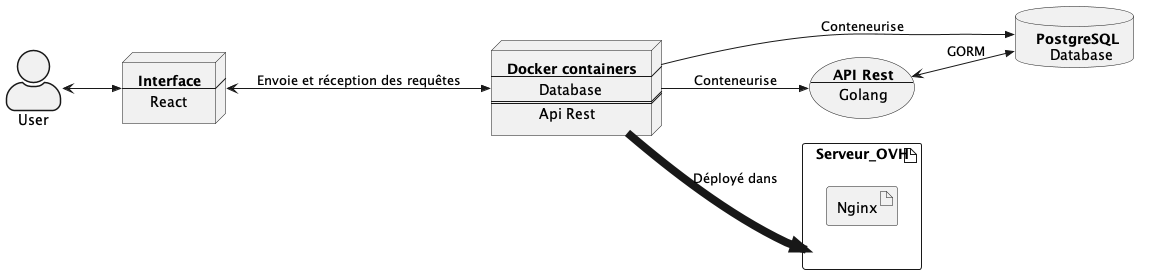 User
Interface
React
Envoie et réception des requêtes
Docker containers
Database
Api Rest
Conteneurise
Conteneurise
API Rest
Golang
GORM
PostgreSQL
Database
Déployé dans
Serveur_OVH
Nginx